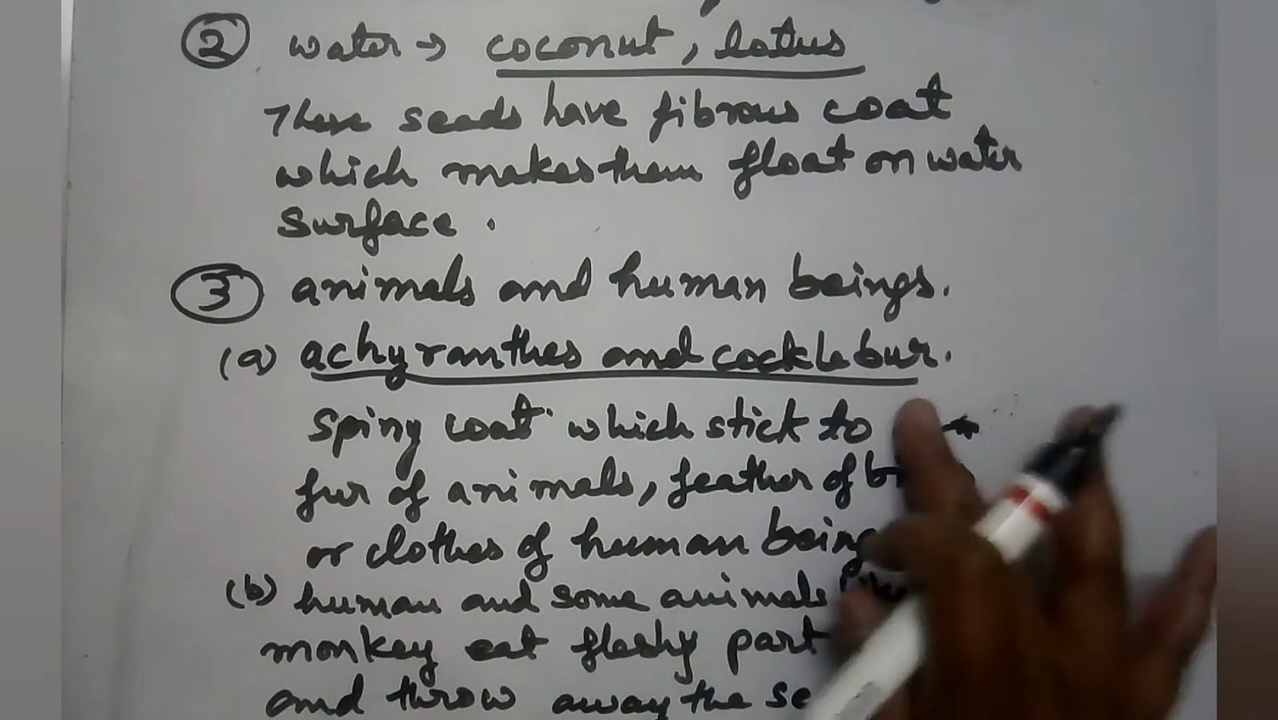 ② water → coconut, lotus
These seeds have fibrous coat
which makes them float on water
surface.
③ animals and human beings.
(a) achyranthes and cocklebur.
Spiny coat which stick to
fur of animals, feather of
or clothes of human being
(b) human and some animals
monkey eat fleshy part
and throw away the